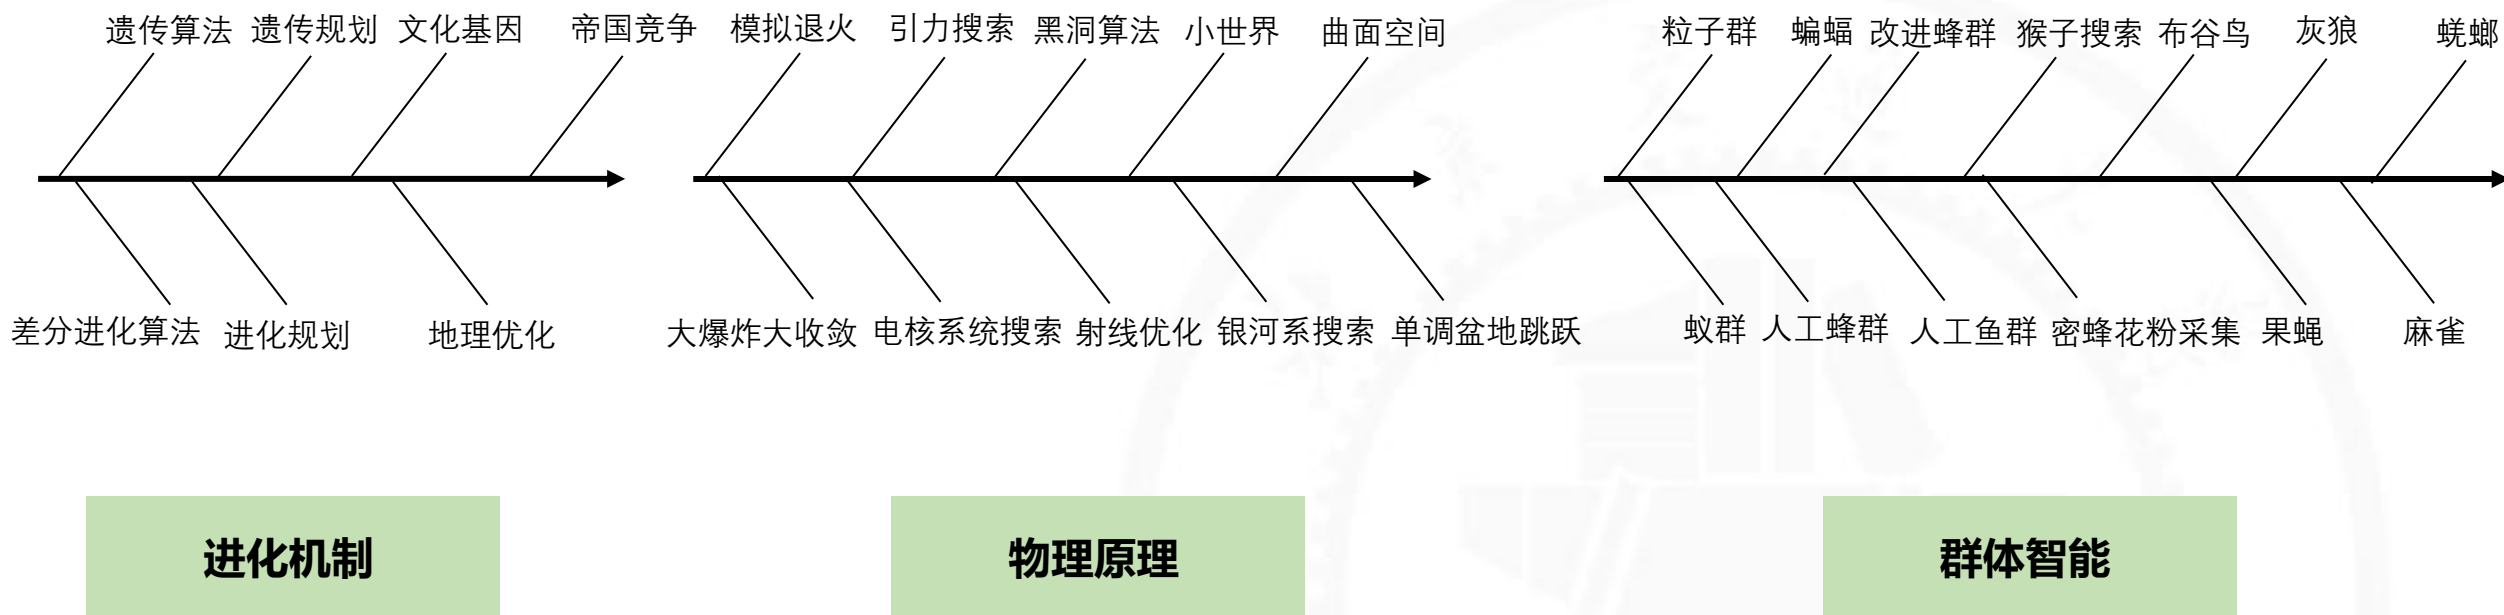 遗传算法 遗传规划 文化基因 帝国竞争 模拟退火 引力搜索 黑洞算法 小世界 曲面空间 粒子群 蝙蝠 改进蜂群 猴子搜索 布谷鸟 灰狼 蜣螂
差分进化算法 进化规划 地理优化 大爆炸大收敛 电核系统搜索 射线优化 银河系搜索 单调盆地跳跃 蚁群 人工蜂群 人工鱼群 密蜂花粉采集 果蝇 麻雀
进化机制 物理原理 群体智能